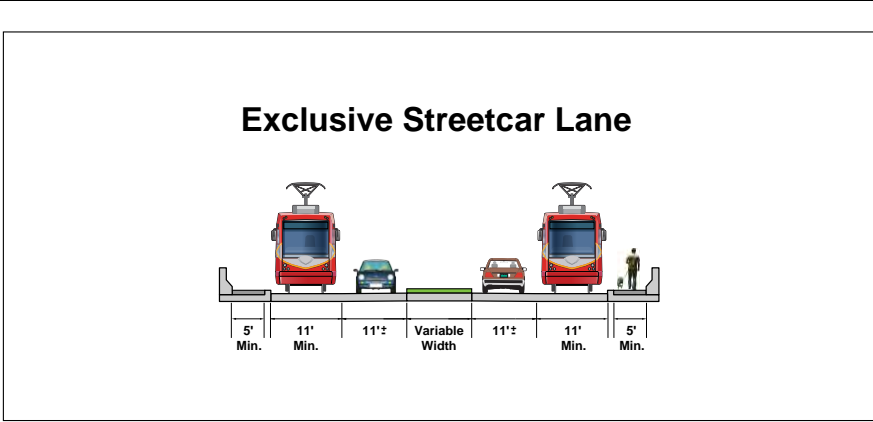 Exclusive Streetcar Lane
5' 11' 11'± Variable 11'± 11' 5'
Min. Min. Width Min. Min.